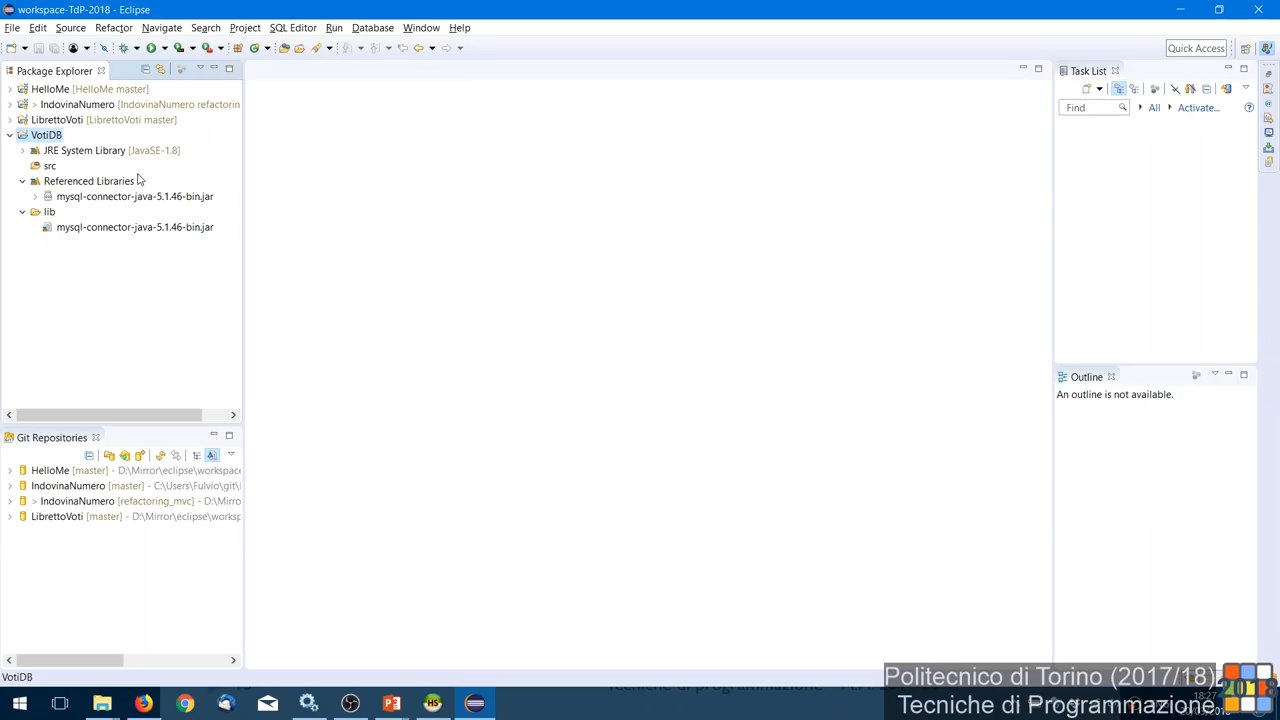 workspace-TdP-2018 - Eclipse
File Edit Source Refactor Navigate Search Project SQL Editor Run Database Window Help
Quick Access
Package Explorer
HelloMe [HelloMe master]
> IndovinaNumero [IndovinaNumero refactorin
LibrettoVoti [LibrettoVoti master]
VotiDB
JRE System Library [JavaSE-1.8]
src
Referenced Libraries
mysql-connector-java-5.1.46-bin.jar
lib
mysql-connector-java-5.1.46-bin.jar
Git Repositories
HelloMe [master] - D:\Mirror\eclipse\workspace
IndovinaNumero [master] - C:\Users\Fulvio\git\
> IndovinaNumero [refactoring_mvc] - D:\Mirro
LibrettoVoti [master] - D:\Mirror\eclipse\worksp
Task List
Find All Activate...
Outline
An outline is not available.
VotiDB
Politecnico di Torino (2017/18)
Tecniche di Programmazione
2018
18:27